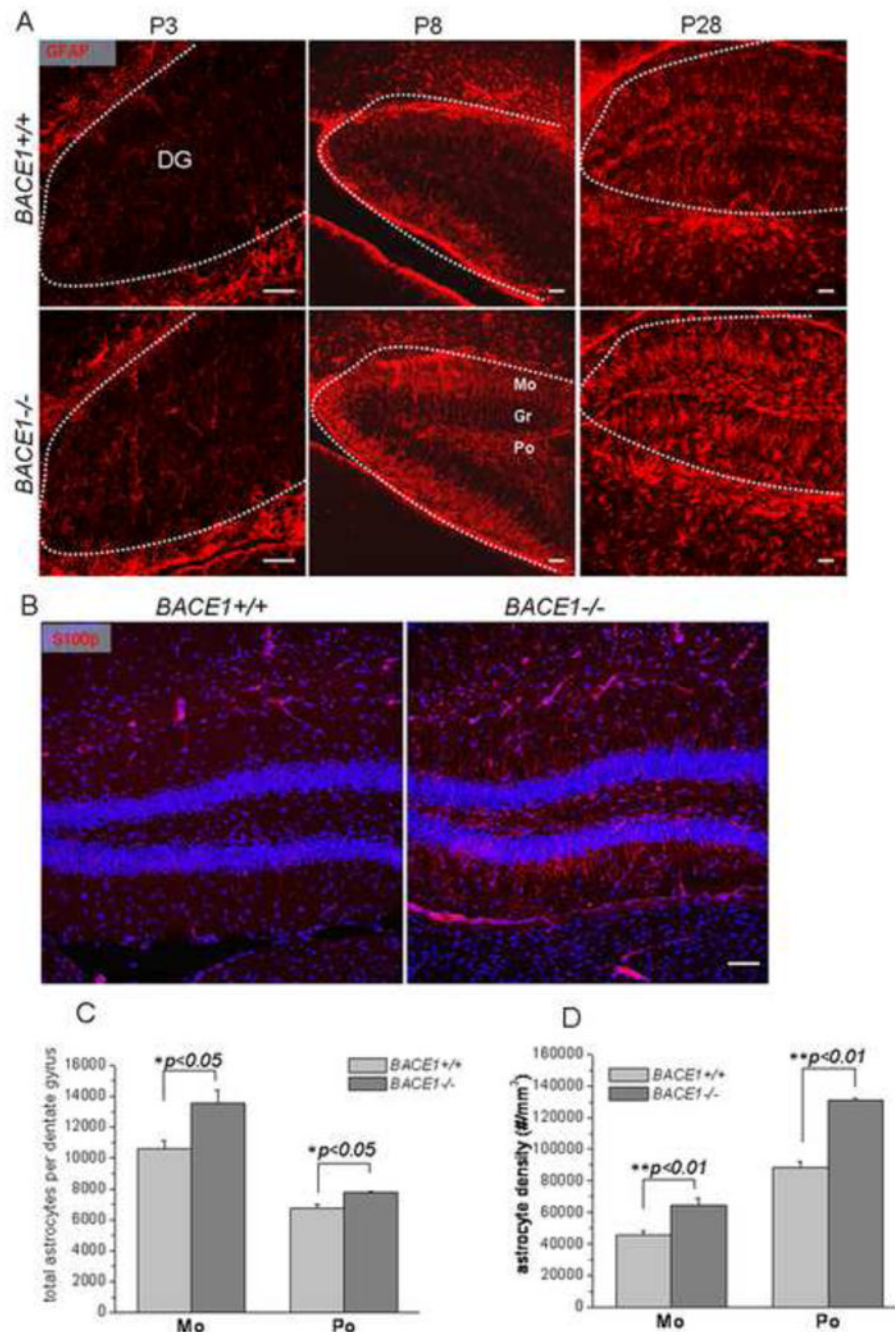 A
P3 P8 P28
GFAP
BACE1+/+
DG
BACE1-/-
Mo
Gr
Po
B
BACE1+/+ BACE1-/-
S100β
C
total astrocytes per dentate gyrus
16000
14000
12000
10000
8000
6000
4000
2000
0
*p<0.05
*p<0.05
BACE1+/+
BACE1-/-
Mo Po
D
astrocyte density (#/mm³)
160000
140000
120000
100000
80000
60000
40000
20000
0
**p<0.01
**p<0.01
BACE1+/+
BACE1-/-
Mo Po